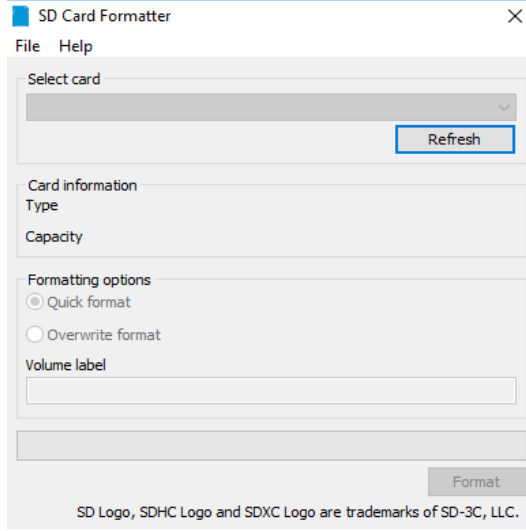 SD Card Formatter
File Help
Select card
Refresh
Card information
Type
Capacity
Formatting options
Quick format
Overwrite format
Volume label
Format
SD Logo, SDHC Logo and SDXC Logo are trademarks of SD-3C, LLC.